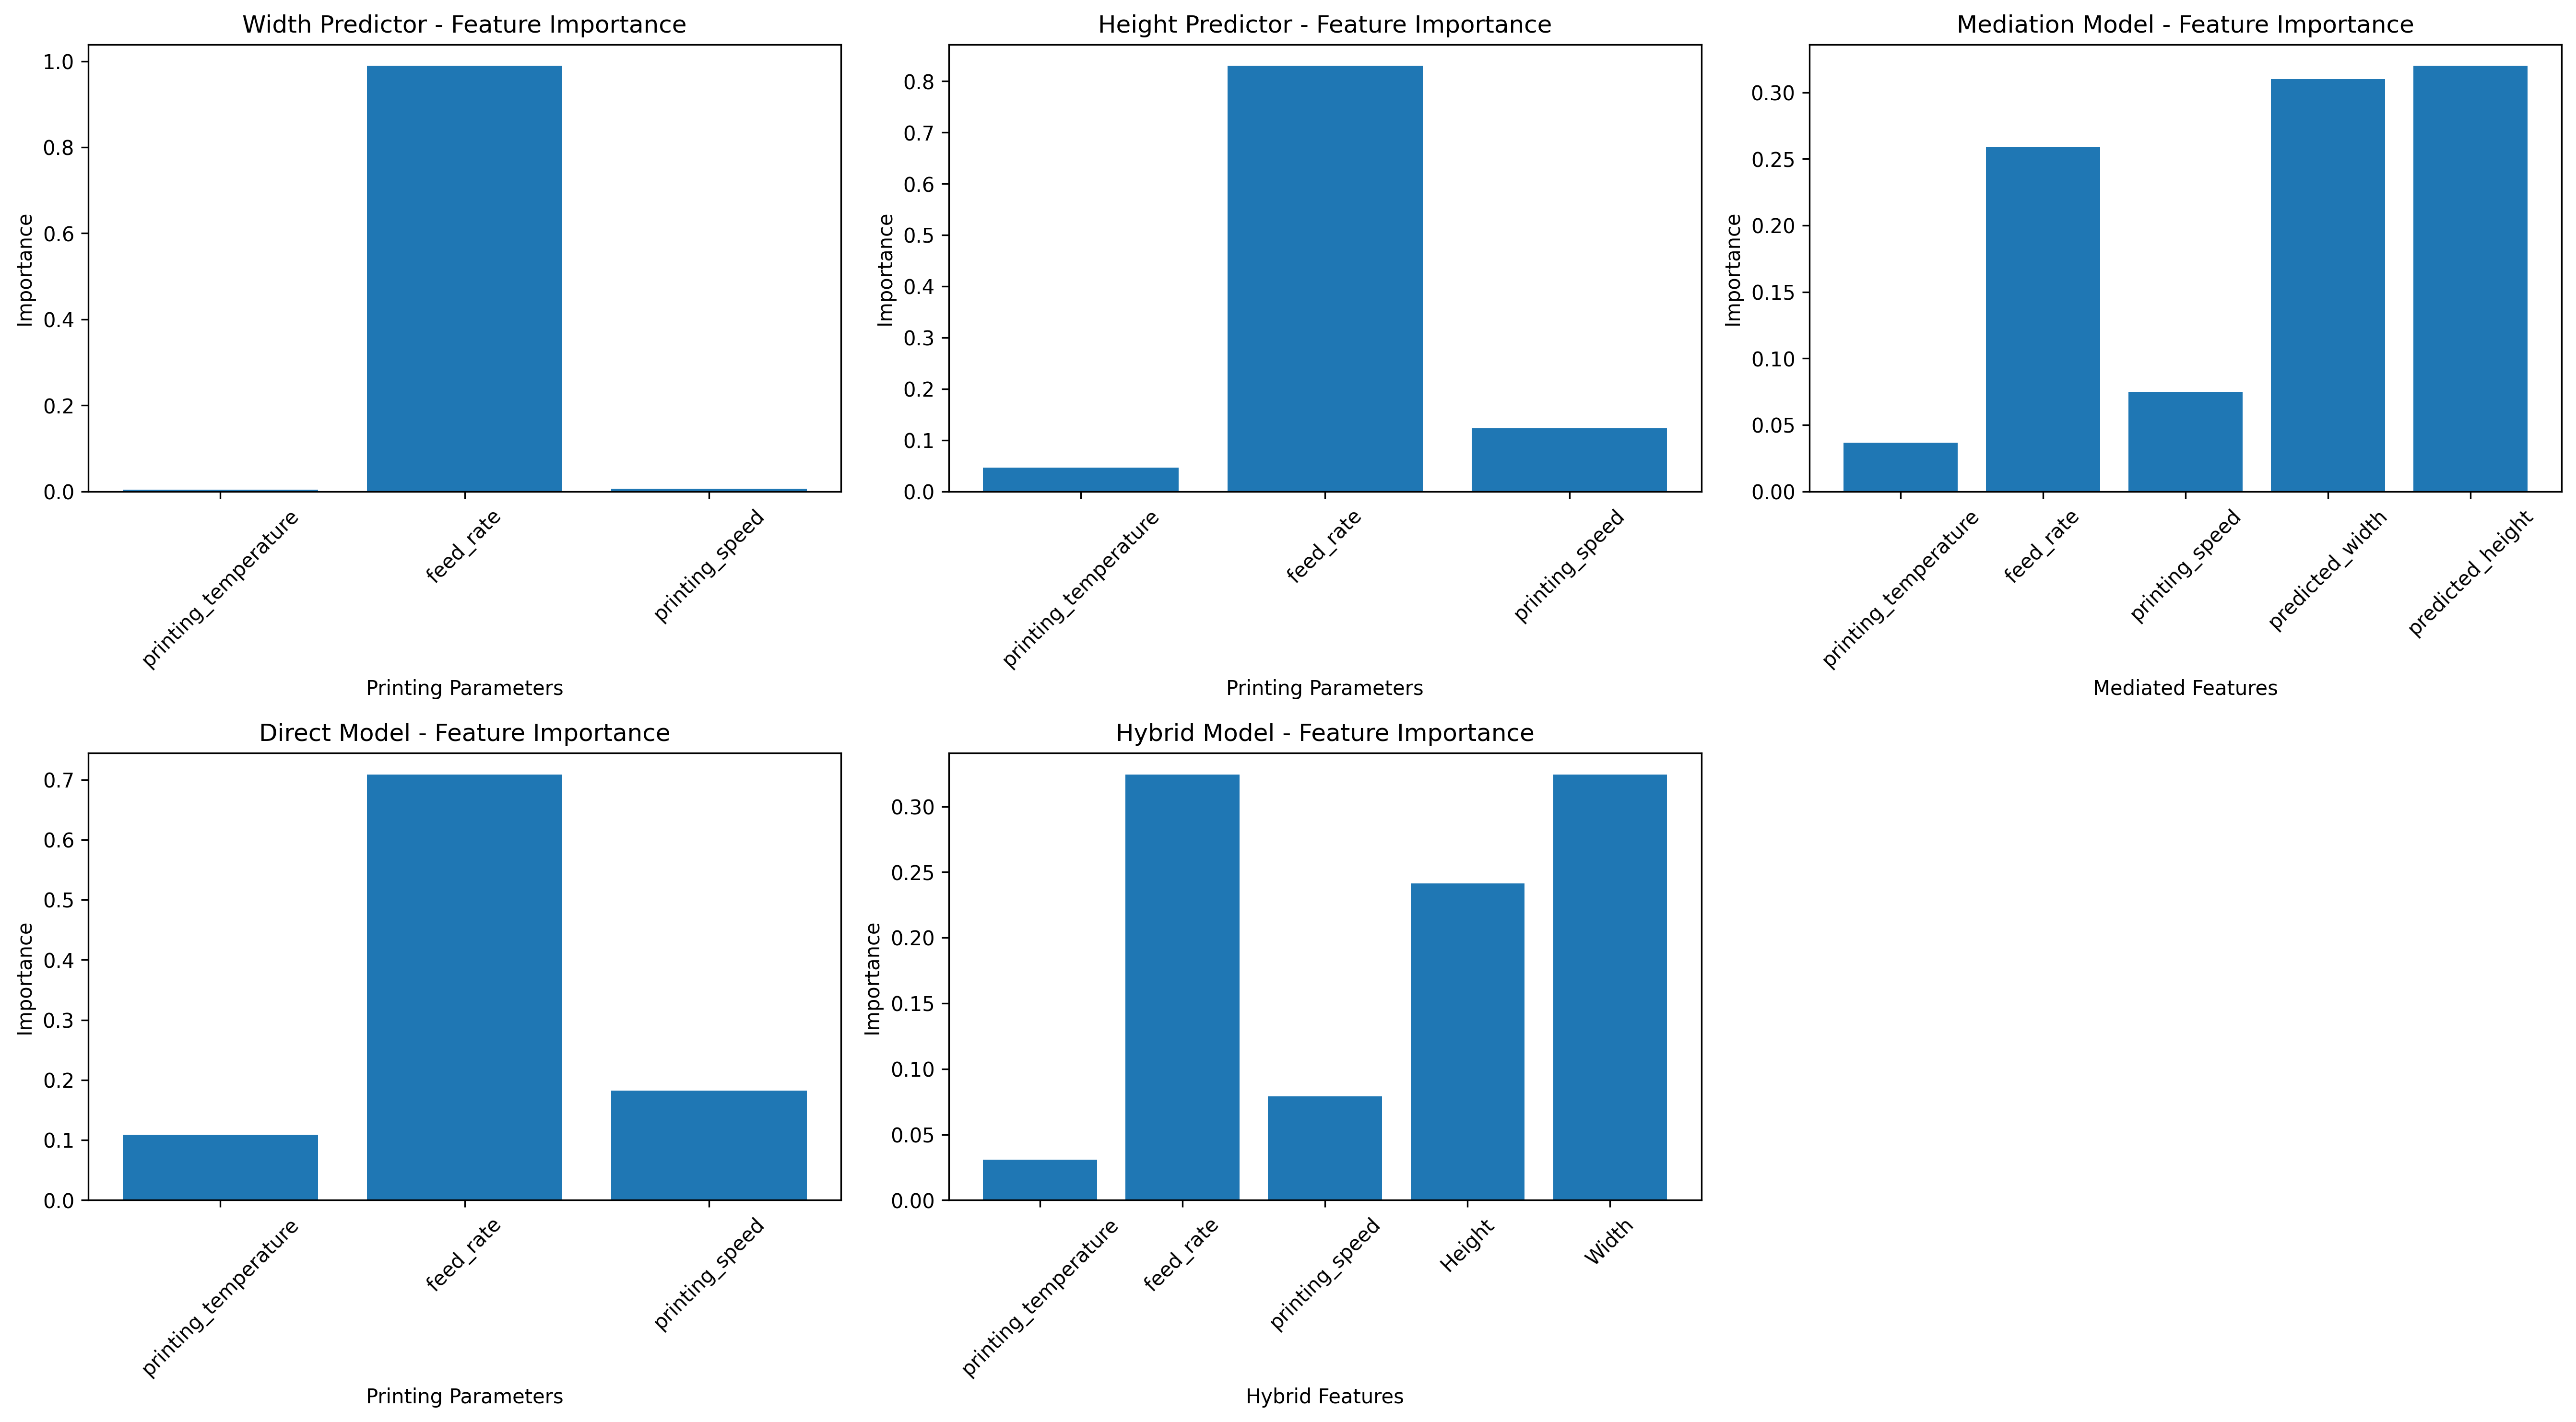 Width Predictor - Feature Importance
Importance
1.0
0.8
0.6
0.4
0.2
0.0
printing_temperature
feed_rate
printing_speed
Printing Parameters
Height Predictor - Feature Importance
Importance
0.8
0.7
0.6
0.5
0.4
0.3
0.2
0.1
0.0
printing_temperature
feed_rate
printing_speed
Printing Parameters
Mediation Model - Feature Importance
Importance
0.30
0.25
0.20
0.15
0.10
0.05
0.00
printing_temperature
feed_rate
printing_speed
predicted_width
predicted_height
Mediated Features
Direct Model - Feature Importance
Importance
0.7
0.6
0.5
0.4
0.3
0.2
0.1
0.0
printing_temperature
feed_rate
printing_speed
Printing Parameters
Hybrid Model - Feature Importance
Importance
0.30
0.25
0.20
0.15
0.10
0.05
0.00
printing_temperature
feed_rate
printing_speed
Height
Width
Hybrid Features